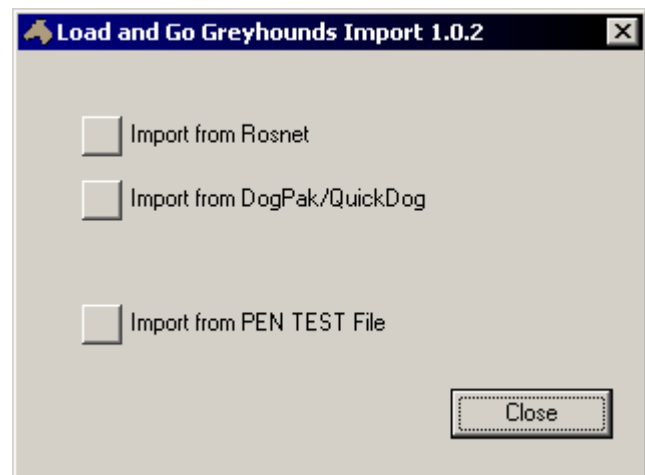 Load and Go Greyhounds Import 1.0.2
Import from Rosnet
Import from DogPak/QuickDog
Import from PEN TEST File
Close